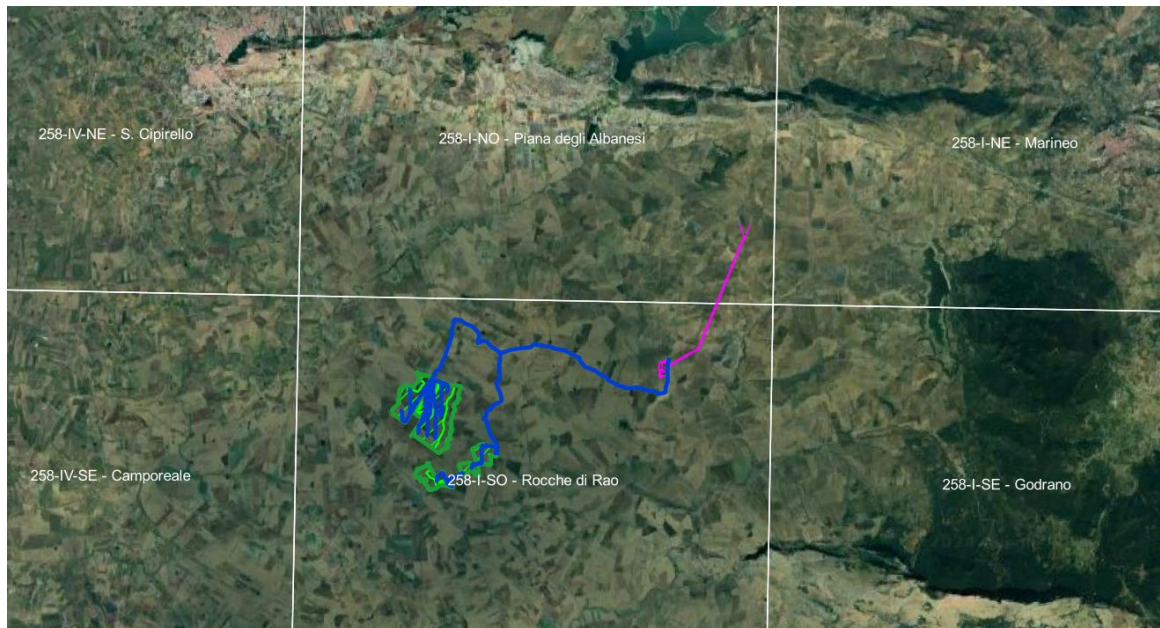 258-IV-NE - S. Cipirello
258-I-NO - Piana degli Albanesi
258-I-NE - Marineo
258-IV-SE - Camporeale
258-I-SO - Rocche di Rao
258-I-SE - Godrano